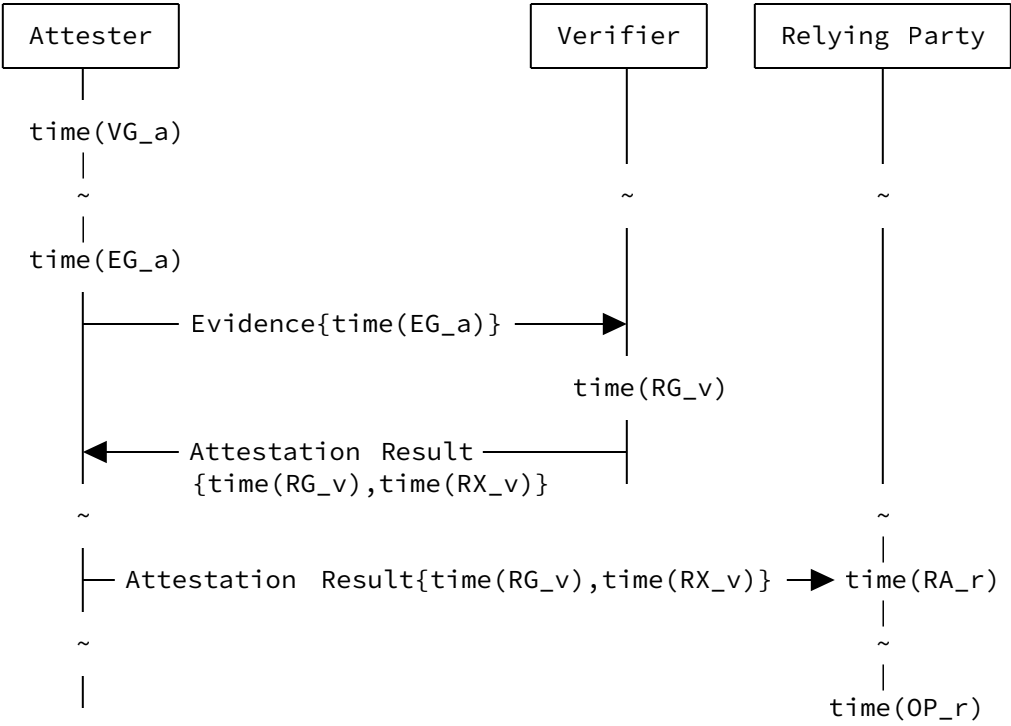 Attester
Verifier
Relying Party
time(VG_a)
~
~
~
time(EG_a)
Evidence{time(EG_a)}
time(RG_v)
Attestation Result
{time(RG_v),time(RX_v)}
~
~
Attestation Result{time(RG_v),time(RX_v)}
time(RA_r)
~
~
time(OP_r)